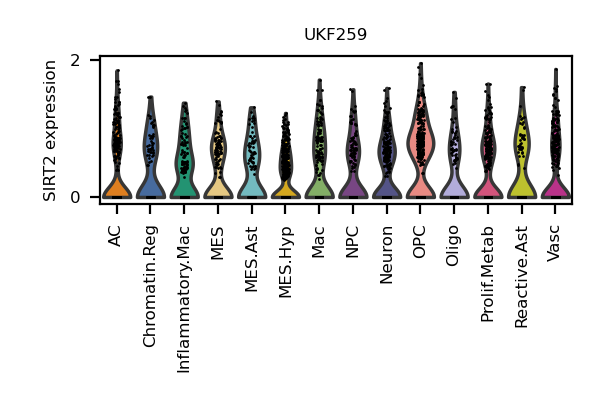 UKF259
SIRT2 expression
2
0
AC
Chromatin.Reg
Inflammatory.Mac
MES
MES.Ast
MES.Hyp
Mac
NPC
Neuron
OPC
Oligo
Prolif.Metab
Reactive.Ast
Vasc